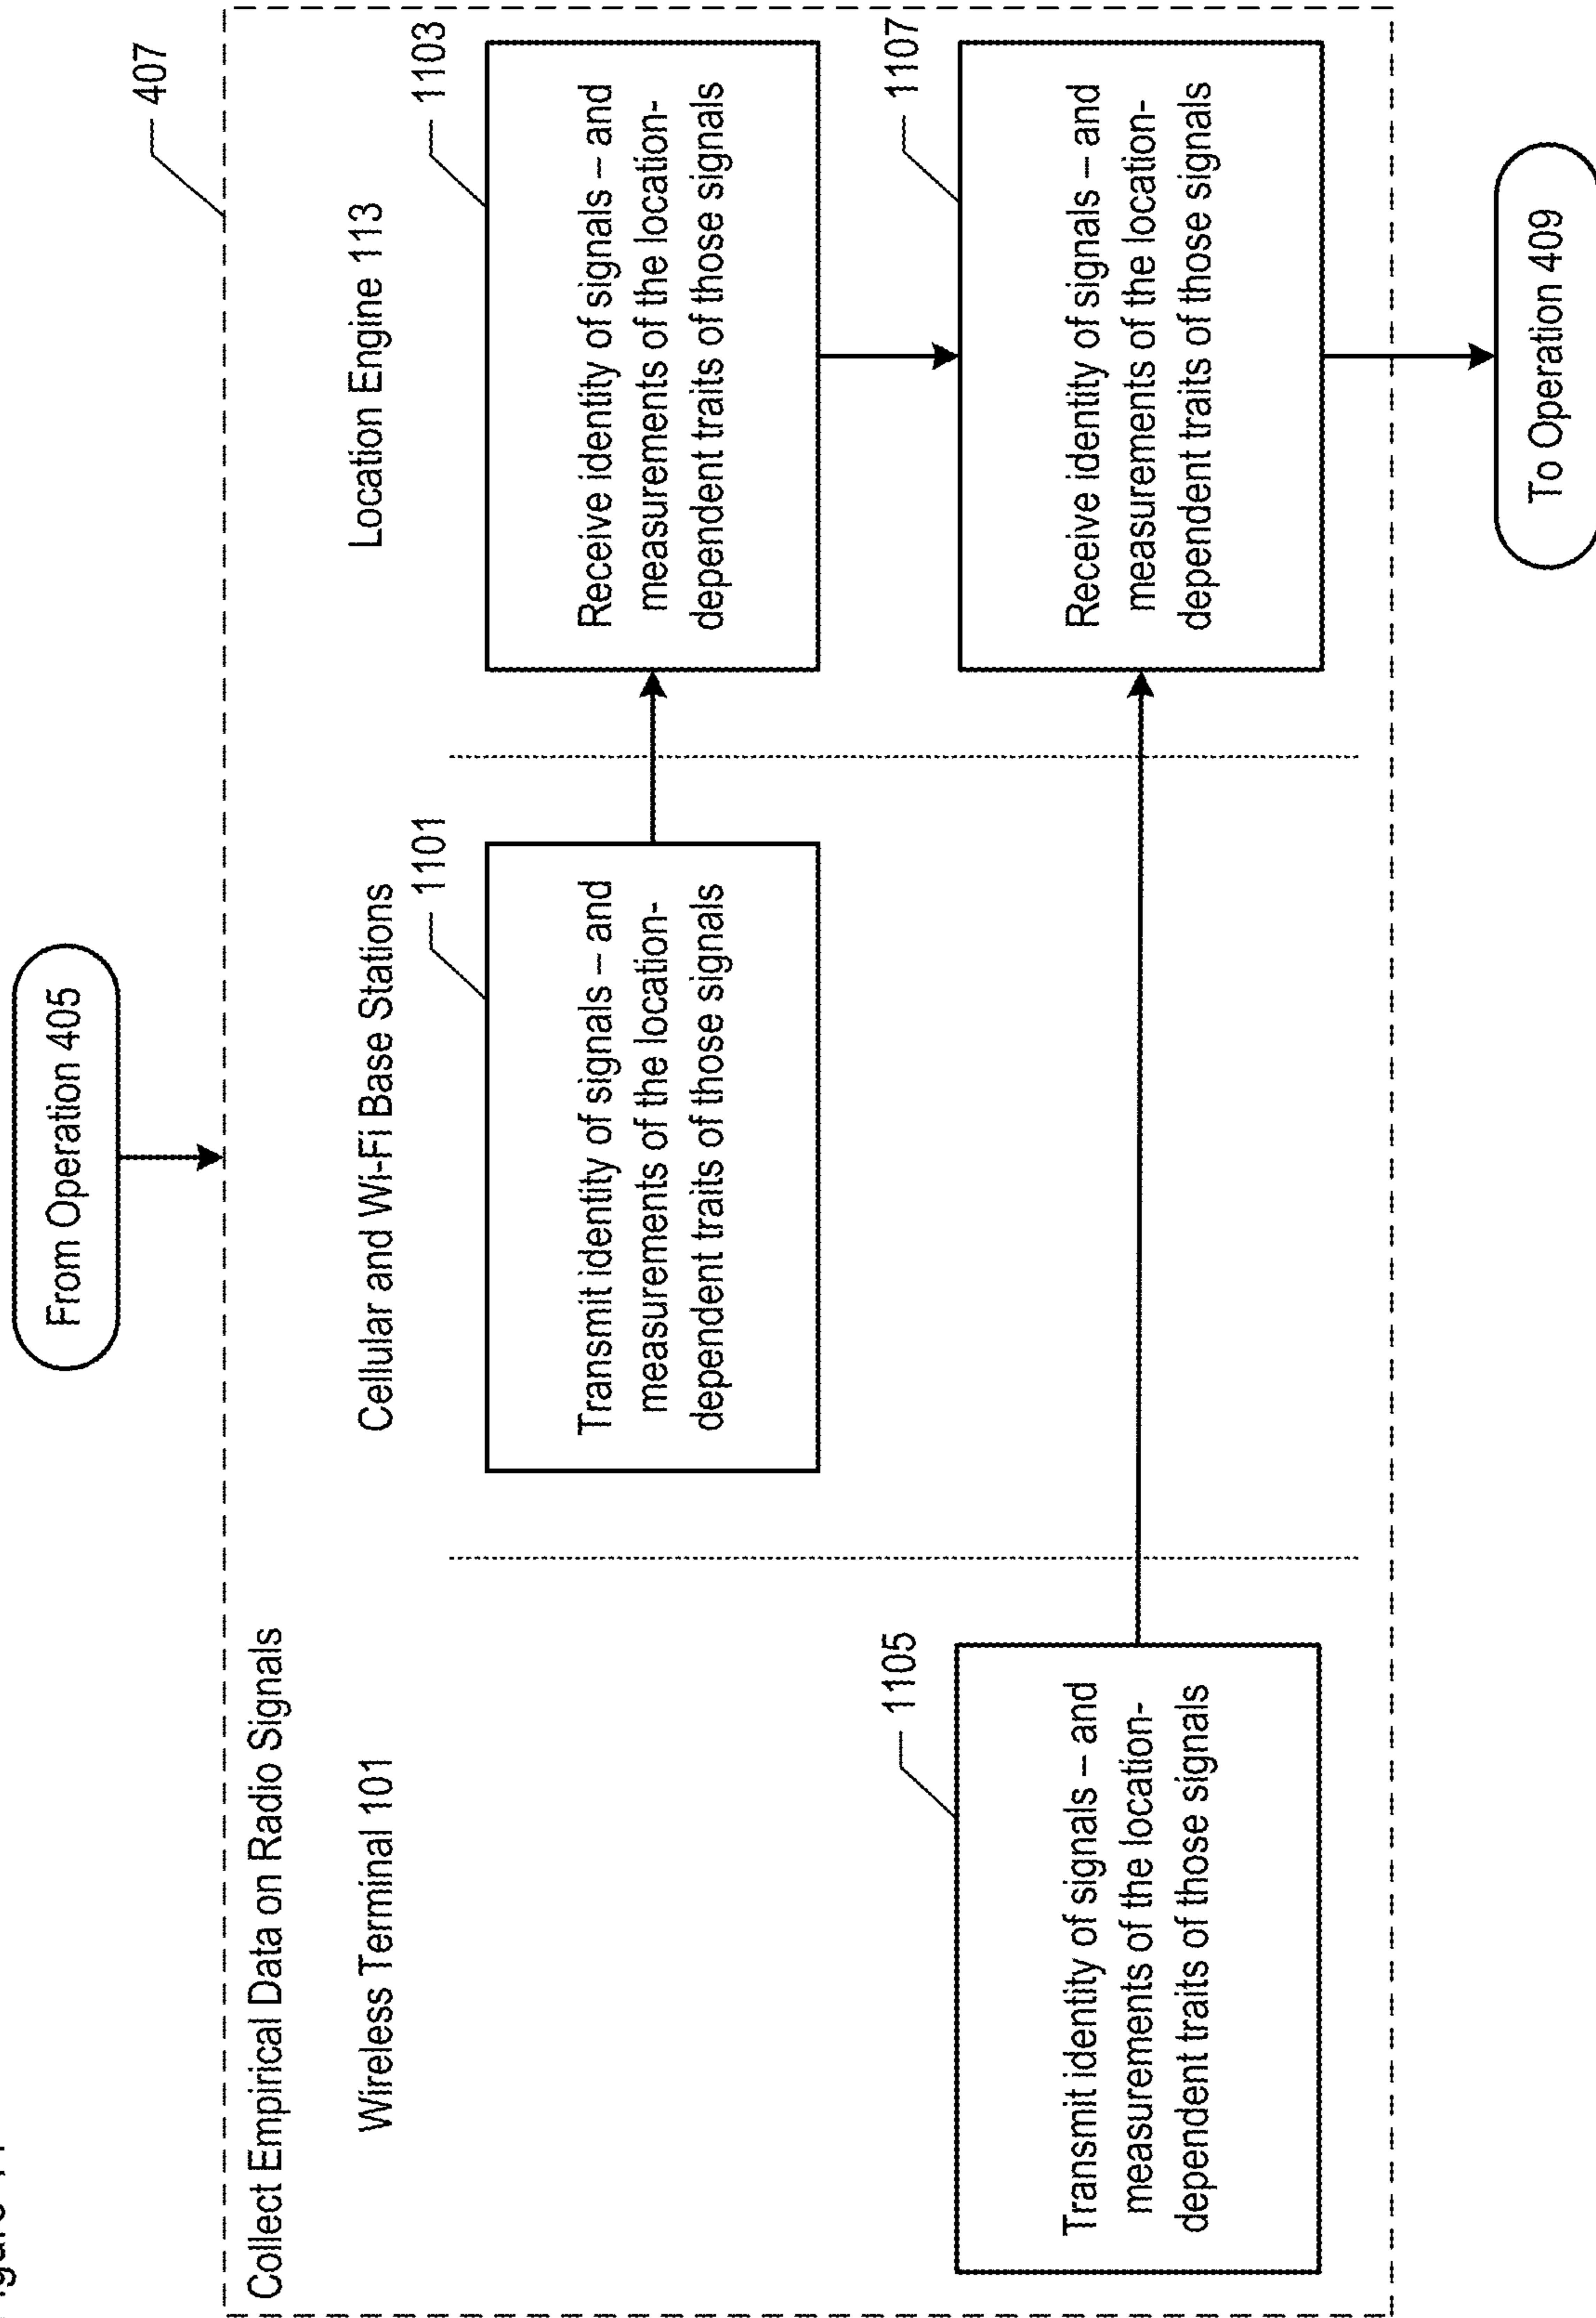 From Operation 405
407
Collect Empirical Data on Radio Signals
Wireless Terminal 101
Cellular and Wi-Fi Base Stations
Location Engine 113
1101
Transmit identity of signals – and
measurements of the location-
dependent traits of those signals
1103
Receive identity of signals – and
measurements of the location-
dependent traits of those signals
1105
Transmit identity of signals – and
measurements of the location-
dependent traits of those signals
1107
Receive identity of signals – and
measurements of the location-
dependent traits of those signals
To Operation 409